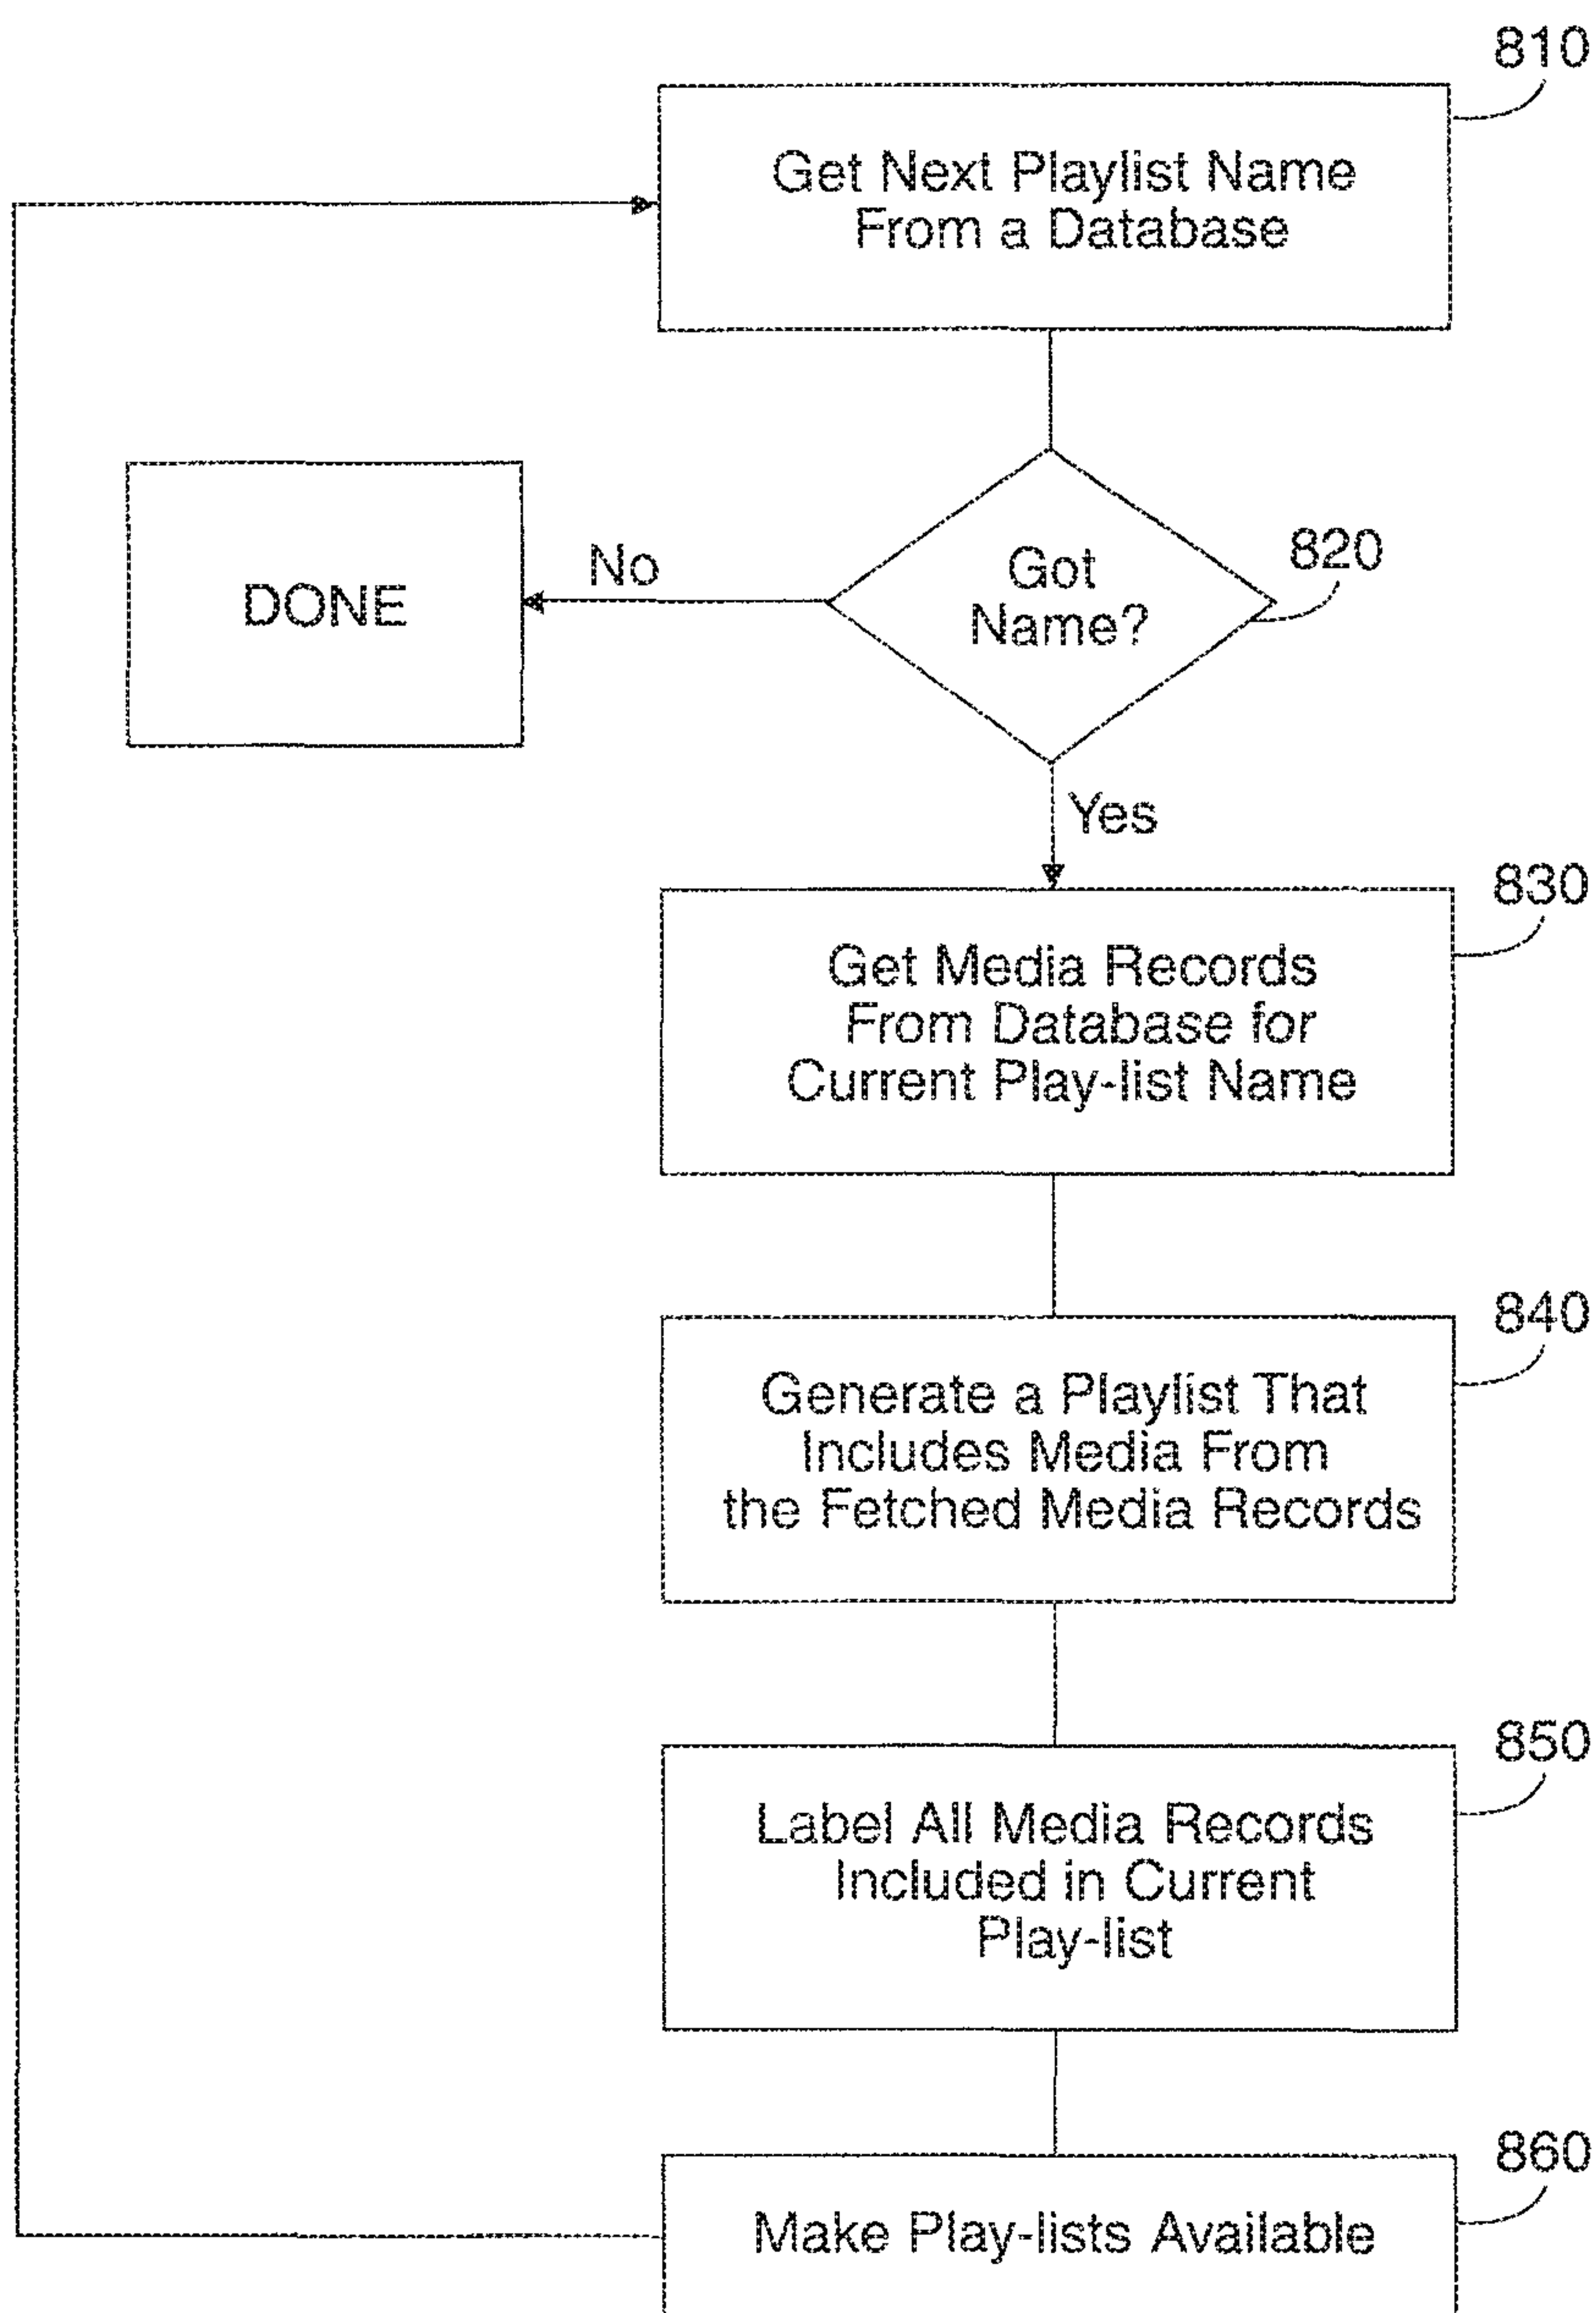 810
Get Next Playlist Name
From a Database
No
DONE
Got
Name?
820
Yes
830
Get Media Records
From Database for
Current Play-list Name
840
Generate a Playlist That
Includes Media From
the Fetched Media Records
850
Label All Media Records
Included in Current
Play-list
860
Make Play-lists Available